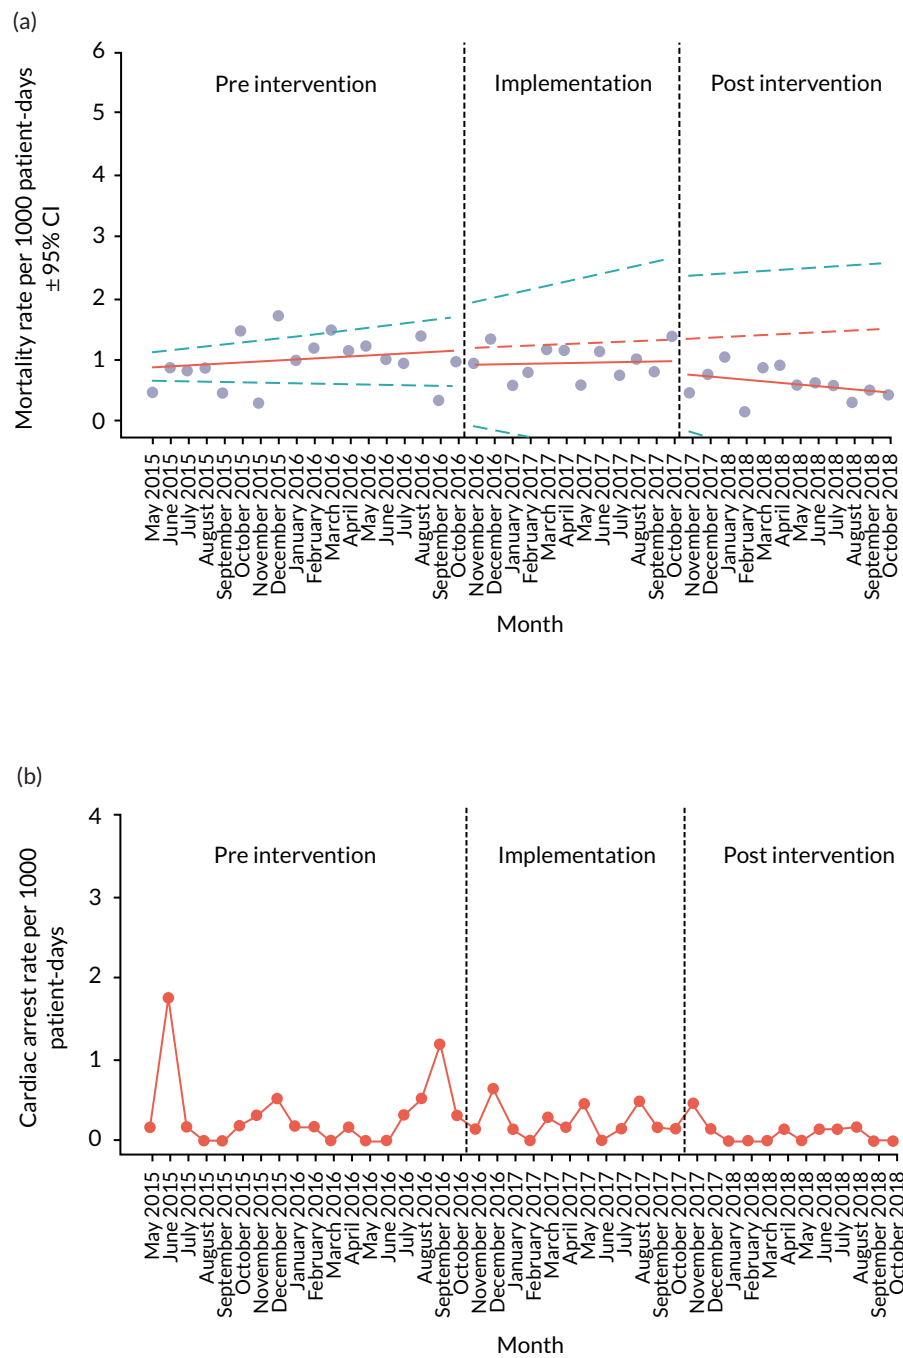 (a)
Mortality rate per 1000 patient-days
± 95% CI
6
5
4
3
2
1
0
Pre intervention
Implementation
Post intervention
May 2015
June 2015
July 2015
August 2015
September 2015
October 2015
November 2015
December 2015
January 2016
February 2016
March 2016
April 2016
May 2016
June 2016
July 2016
August 2016
September 2016
October 2016
November 2016
December 2016
January 2017
February 2017
March 2017
April 2017
May 2017
June 2017
July 2017
August 2017
September 2017
October 2017
November 2017
December 2017
January 2018
February 2018
March 2018
April 2018
May 2018
June 2018
July 2018
August 2018
September 2018
October 2018
Month
(b)
Cardiac arrest rate per 1000
patient-days
4
3
2
1
0
Pre intervention
Implementation
Post intervention
May 2015
June 2015
July 2015
August 2015
September 2015
October 2015
November 2015
December 2015
January 2016
February 2016
March 2016
April 2016
May 2016
June 2016
July 2016
August 2016
September 2016
October 2016
November 2016
December 2016
January 2017
February 2017
March 2017
April 2017
May 2017
June 2017
July 2017
August 2017
September 2017
October 2017
November 2017
December 2017
January 2018
February 2018
March 2018
April 2018
May 2018
June 2018
July 2018
August 2018
September 2018
October 2018
Month